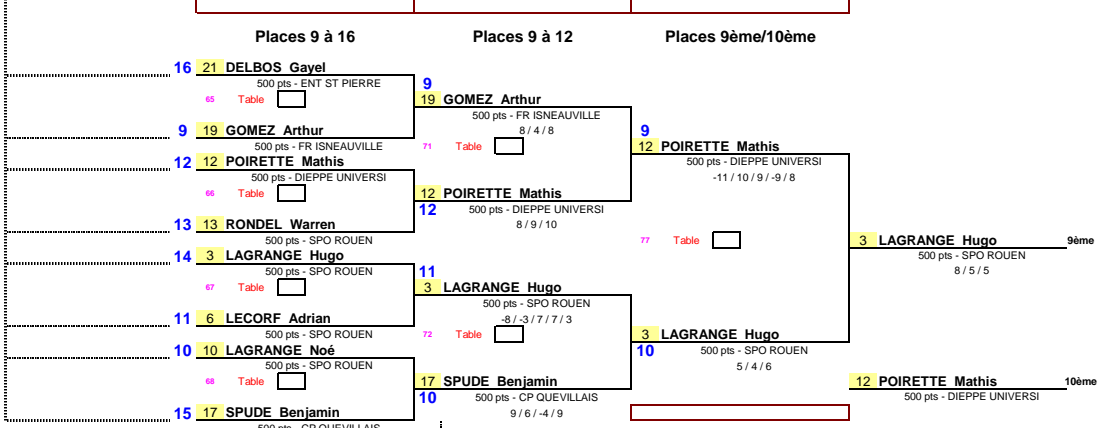 Places 9 à 16
Places 9 à 12
Places 9ème/10ème
16 21 DELBOS Gayel
500 pts - ENT ST PIERRE
65 Table
9 19 GOMEZ Arthur
500 pts - FR ISNEAUVILLE
12 12 POIRETTE Mathis
500 pts - DIEPPE UNIVERSI
66 Table
13 13 RONDEL Warren
500 pts - SPO ROUEN
14 3 LAGRANGE Hugo
500 pts - SPO ROUEN
67 Table
11 6 LECORF Adrian
500 pts - SPO ROUEN
10 10 LAGRANGE Noé
500 pts - SPO ROUEN
68 Table
15 17 SPUDE Benjamin
500 pts - CP QUEVILLAIS
9
19 GOMEZ Arthur
500 pts - FR ISNEAUVILLE
8 / 4 / 8
71 Table
12 POIRETTE Mathis
12 500 pts - DIEPPE UNIVERSI
8 / 9 / 10
11
3 LAGRANGE Hugo
500 pts - SPO ROUEN
-8 / -3 / 7 / 7 / 3
72 Table
17 SPUDE Benjamin
10 500 pts - CP QUEVILLAIS
9 / 6 / -4 / 9
9
12 POIRETTE Mathis
500 pts - DIEPPE UNIVERSI
-11 / 10 / 9 / -9 / 8
77 Table
3 LAGRANGE Hugo
10 500 pts - SPO ROUEN
5 / 4 / 6
3 LAGRANGE Hugo 9ème
500 pts - SPO ROUEN
8 / 5 / 5
12 POIRETTE Mathis 10ème
500 pts - DIEPPE UNIVERSI